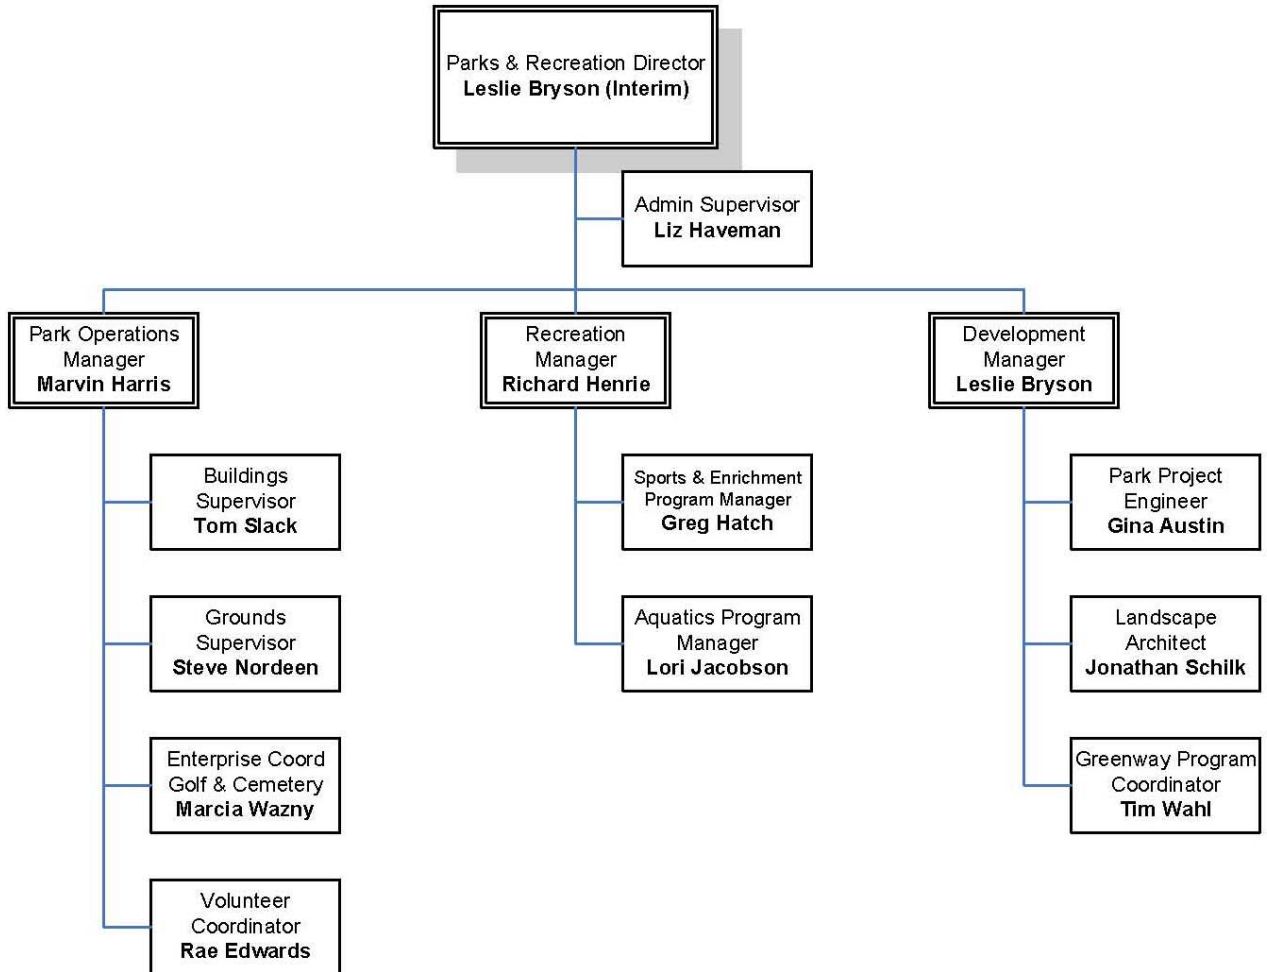 Parks & Recreation Director
Leslie Bryson (Interim)
Admin Supervisor
Liz Haveman
Park Operations
Manager
Marvin Harris
Recreation
Manager
Richard Henrie
Development
Manager
Leslie Bryson
Buildings
Supervisor
Tom Slack
Grounds
Supervisor
Steve Nordeen
Enterprise Coord
Golf & Cemetery
Marcia Wazny
Volunteer
Coordinator
Rae Edwards
Sports & Enrichment
Program Manager
Greg Hatch
Aquatics Program
Manager
Lori Jacobson
Park Project
Engineer
Gina Austin
Landscape
Architect
Jonathan Schilk
Greenway Program
Coordinator
Tim Wahl